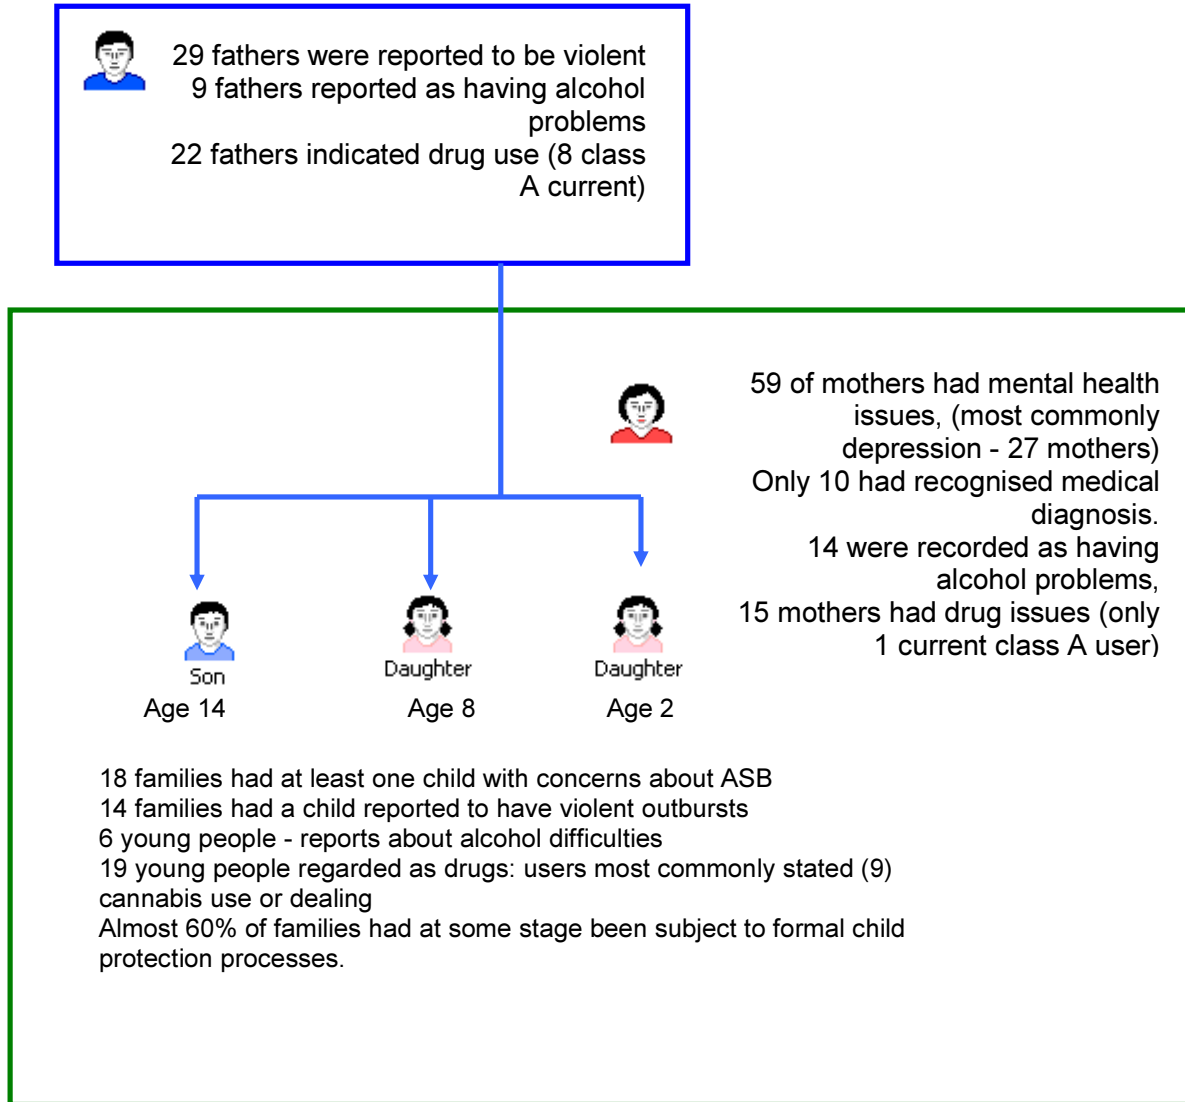 29 fathers were reported to be violent
9 fathers reported as having alcohol
problems
22 fathers indicated drug use (8 class
A current)
59 of mothers had mental health
issues, (most commonly
depression - 27 mothers)
Only 10 had recognised medical
diagnosis.
14 were recorded as having
alcohol problems,
15 mothers had drug issues (only
1 current class A user)
Son
Daughter
Daughter
Age 14
Age 8
Age 2
18 families had at least one child with concerns about ASB
14 families had a child reported to have violent outbursts
6 young people - reports about alcohol difficulties
19 young people regarded as drugs: users most commonly stated (9)
cannabis use or dealing
Almost 60% of families had at some stage been subject to formal child
protection processes.